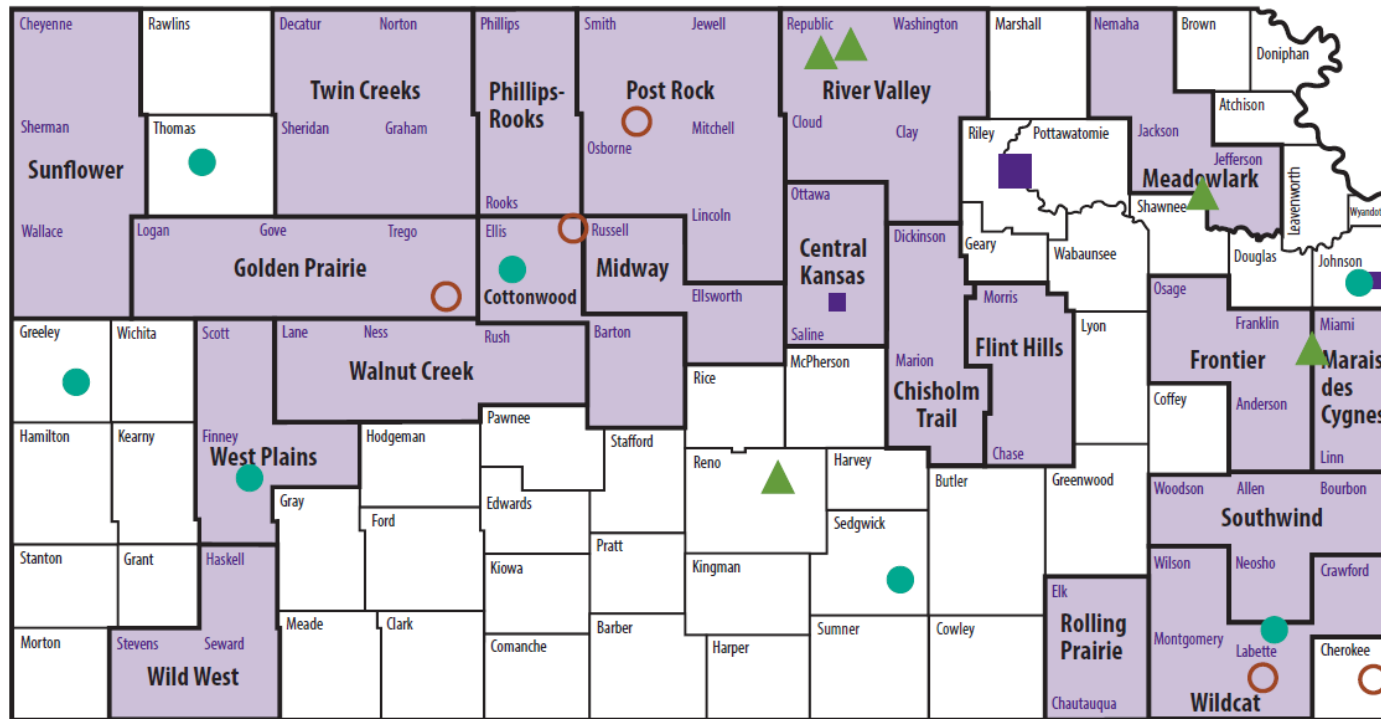 Cheyenne
Rawlins
Decatur
Norton
Phillips
Smith
Jewell
Republic
Washington
Marshall
Nemaha
Brown
Doniphan
Twin Creeks
Phillips-
Rooks
Post Rock
River Valley
Atchison
Sherman
Thomas
Sheridan
Graham
Osborne
Mitchell
Cloud
Clay
Riley
Pottawatomie
Jackson
Jefferson
Sunflower
Meadowlark
Leavenworth
Rooks
Ottawa
Lincoln
Shawnee
Wyandot
Wallace
Logan
Gove
Trego
Ellis
Russell
Dickinson
Geary
Wabaunsee
Douglas
Johnson
Golden Prairie
Cottonwood
Midway
Central
Kansas
Ellsworth
Morris
Osage
Greeley
Wichita
Scott
Lane
Ness
Rush
Barton
Saline
Lyon
Franklin
Miami
Walnut Creek
McPherson
Marion
Flint Hills
Frontier
Marais
des
Cygnes
Rice
Chisholm
Trail
Coffey
Anderson
Hamilton
Kearny
Finney
Hodgeman
Pawnee
Stafford
West Plains
Reno
Harvey
Chase
Linn
Gray
Edwards
Butler
Greenwood
Woodson
Allen
Bourbon
Ford
Sedgwick
Southwind
Stanton
Grant
Haskell
Kiowa
Pratt
Kingman
Wilson
Neosho
Crawford
Elk
Morton
Stevens
Seward
Meade
Clark
Comanche
Barber
Harper
Sumner
Cowley
Rolling
Prairie
Montgomery
Labette
Cherokee
Wild West
Chautauqua
Wildcat